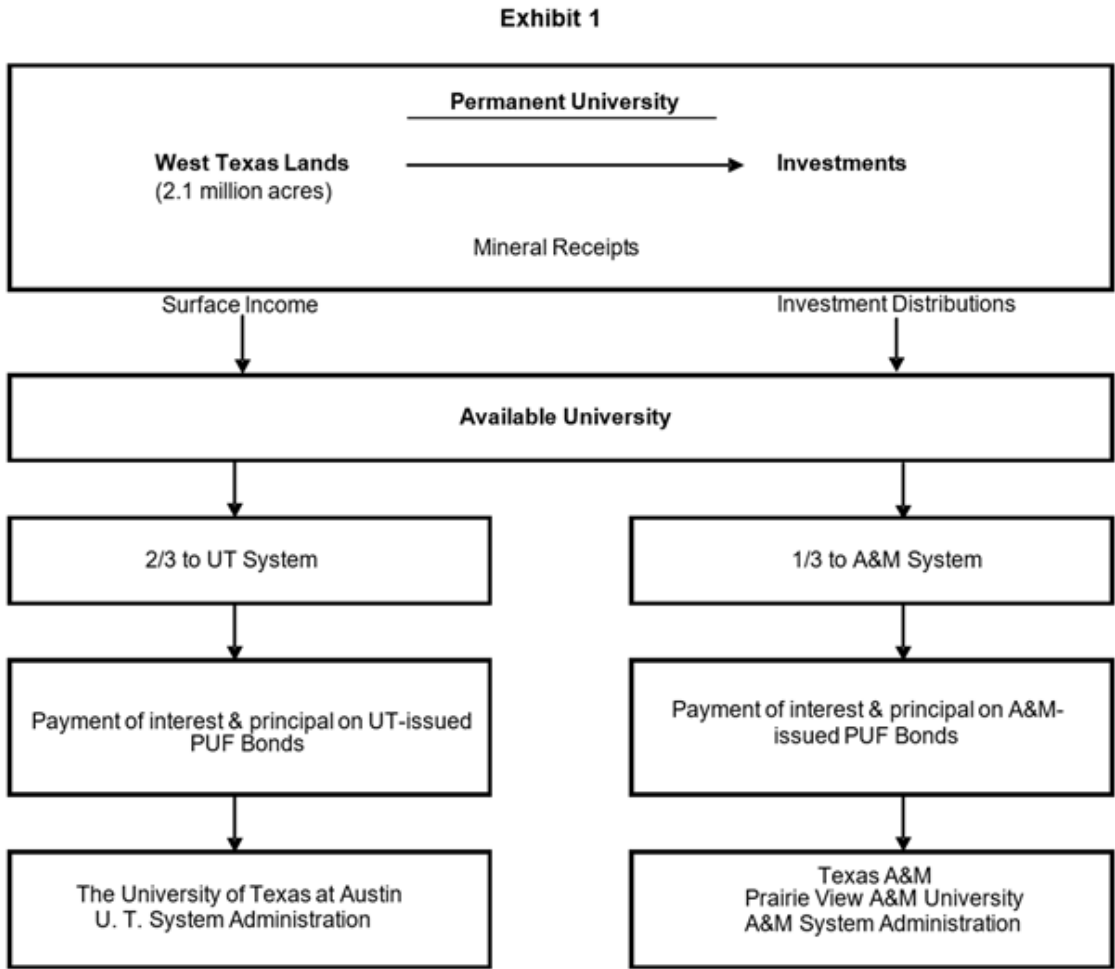 Exhibit 1
Permanent University
West Texas Lands
(2.1 million acres)
Investments
Mineral Receipts
Surface Income
Investment Distributions
Available University
2/3 to UT System
1/3 to A&M System
Payment of interest & principal on UT-issued
PUF Bonds
Payment of interest & principal on A&M-
issued PUF Bonds
The University of Texas at Austin
U. T. System Administration
Texas A&M
Prairie View A&M University
A&M System Administration